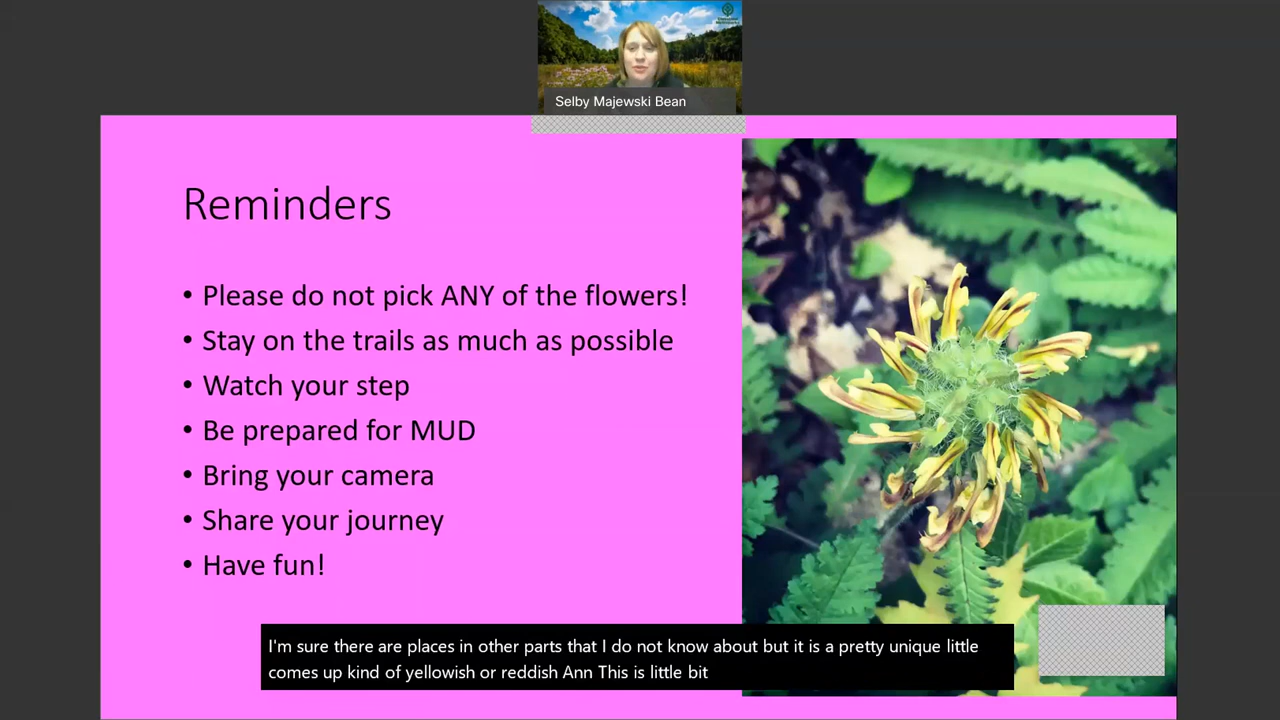 Selby Majewski Bean
Reminders
• Please do not pick ANY of the flowers!
• Stay on the trails as much as possible
• Watch your step
• Be prepared for MUD
• Bring your camera
• Share your journey
• Have fun!
I'm sure there are places in other parts that I do not know about but it is a pretty unique little
comes up kind of yellowish or reddish Ann This is little bit